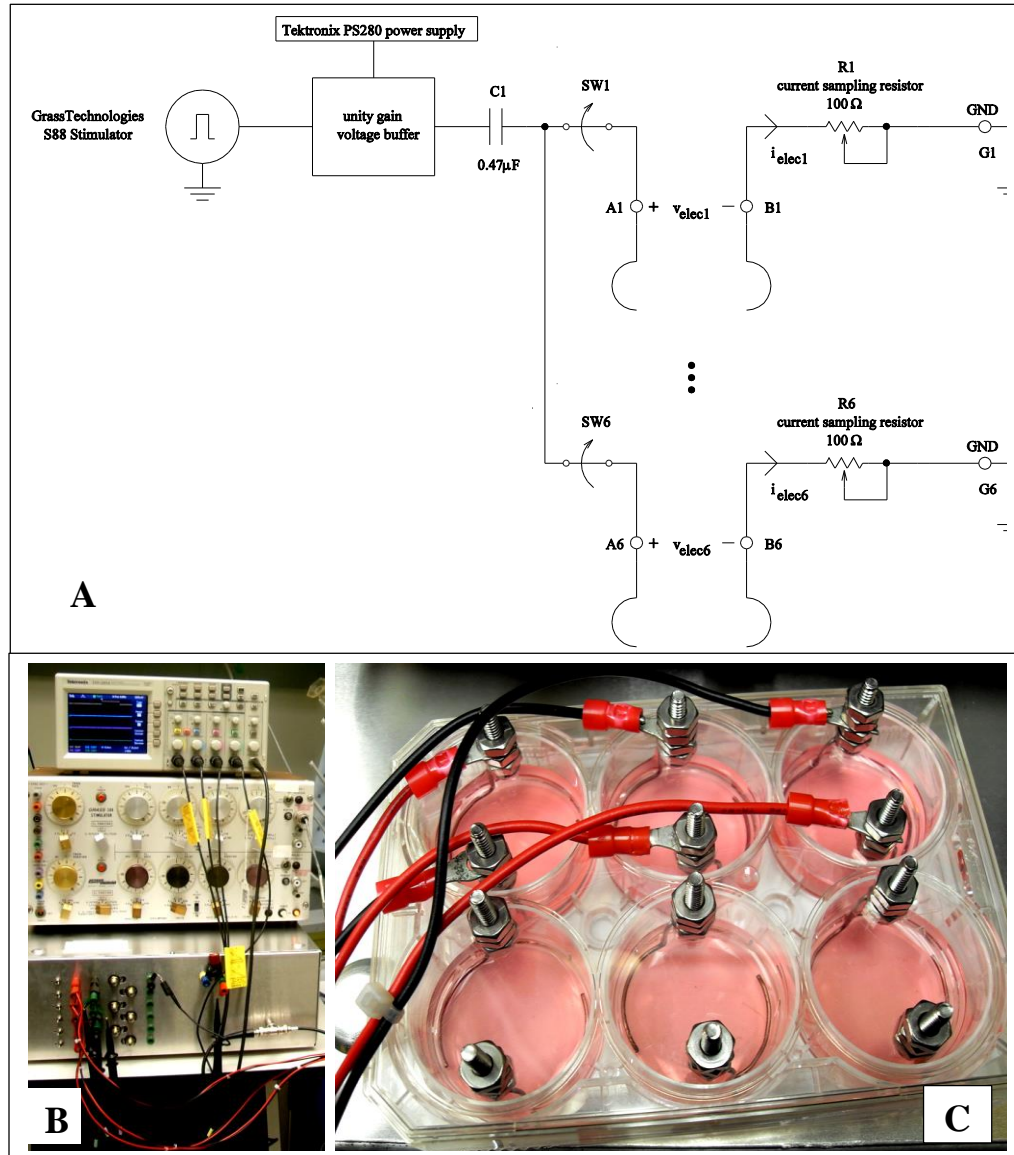 Tektronix PS280 power supply
GrassTechnologies
S88 Stimulator
unity gain
voltage buffer
C1
0.47µF
SW1
R1
current sampling resistor
100 Ω
GND
G1
i elec1
A1 + v elec1 − B1
SW6
R6
current sampling resistor
100 Ω
GND
G6
i elec6
A6 + v elec6 − B6
A
Tektronix
B
C